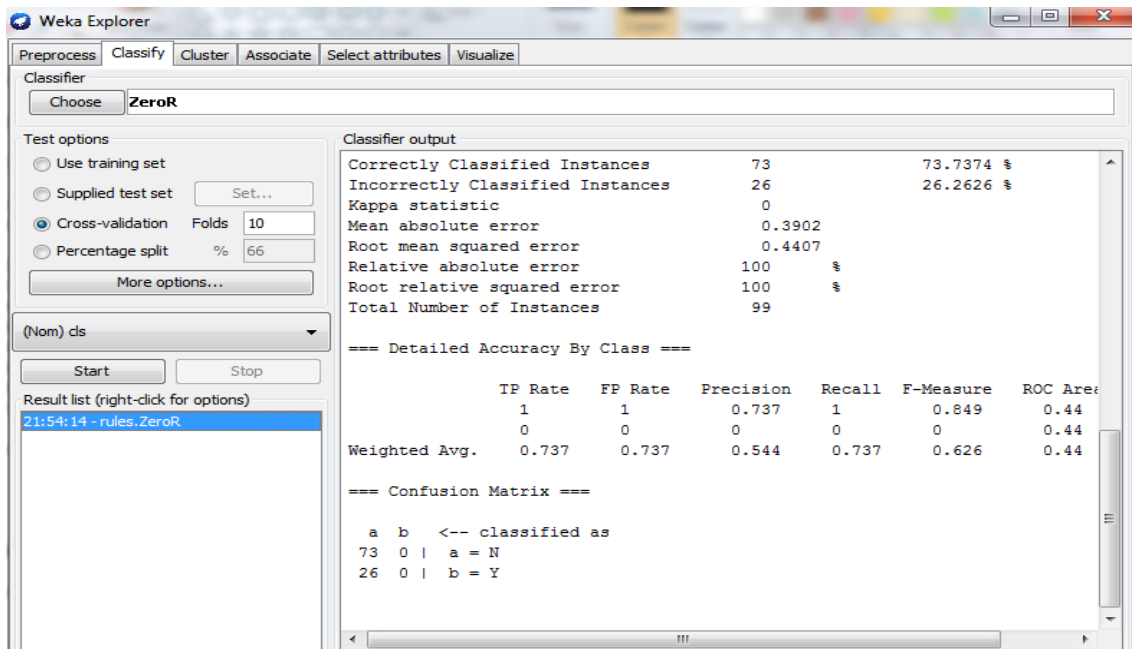 Weka Explorer
Preprocess Classify Cluster Associate Select attributes Visualize
Classifier
Choose ZeroR
Test options
Use training set
Supplied test set Set...
Cross-validation Folds 10
Percentage split % 66
More options...
(Nom) cls
Start Stop
Result list (right-click for options)
21:54:14 - rules.ZeroR
Classifier output
Correctly Classified Instances 73 73.7374 %
Incorrectly Classified Instances 26 26.2626 %
Kappa statistic 0
Mean absolute error 0.3902
Root mean squared error 0.4407
Relative absolute error 100 %
Root relative squared error 100 %
Total Number of Instances 99
=== Detailed Accuracy By Class ===
TP Rate FP Rate Precision Recall F-Measure ROC Area
1 1 0.737 1 0.849 0.44
0 0 0 0 0 0.44
Weighted Avg. 0.737 0.737 0.544 0.737 0.626 0.44
=== Confusion Matrix ===
a b <-- classified as
73 0 | a = N
26 0 | b = Y